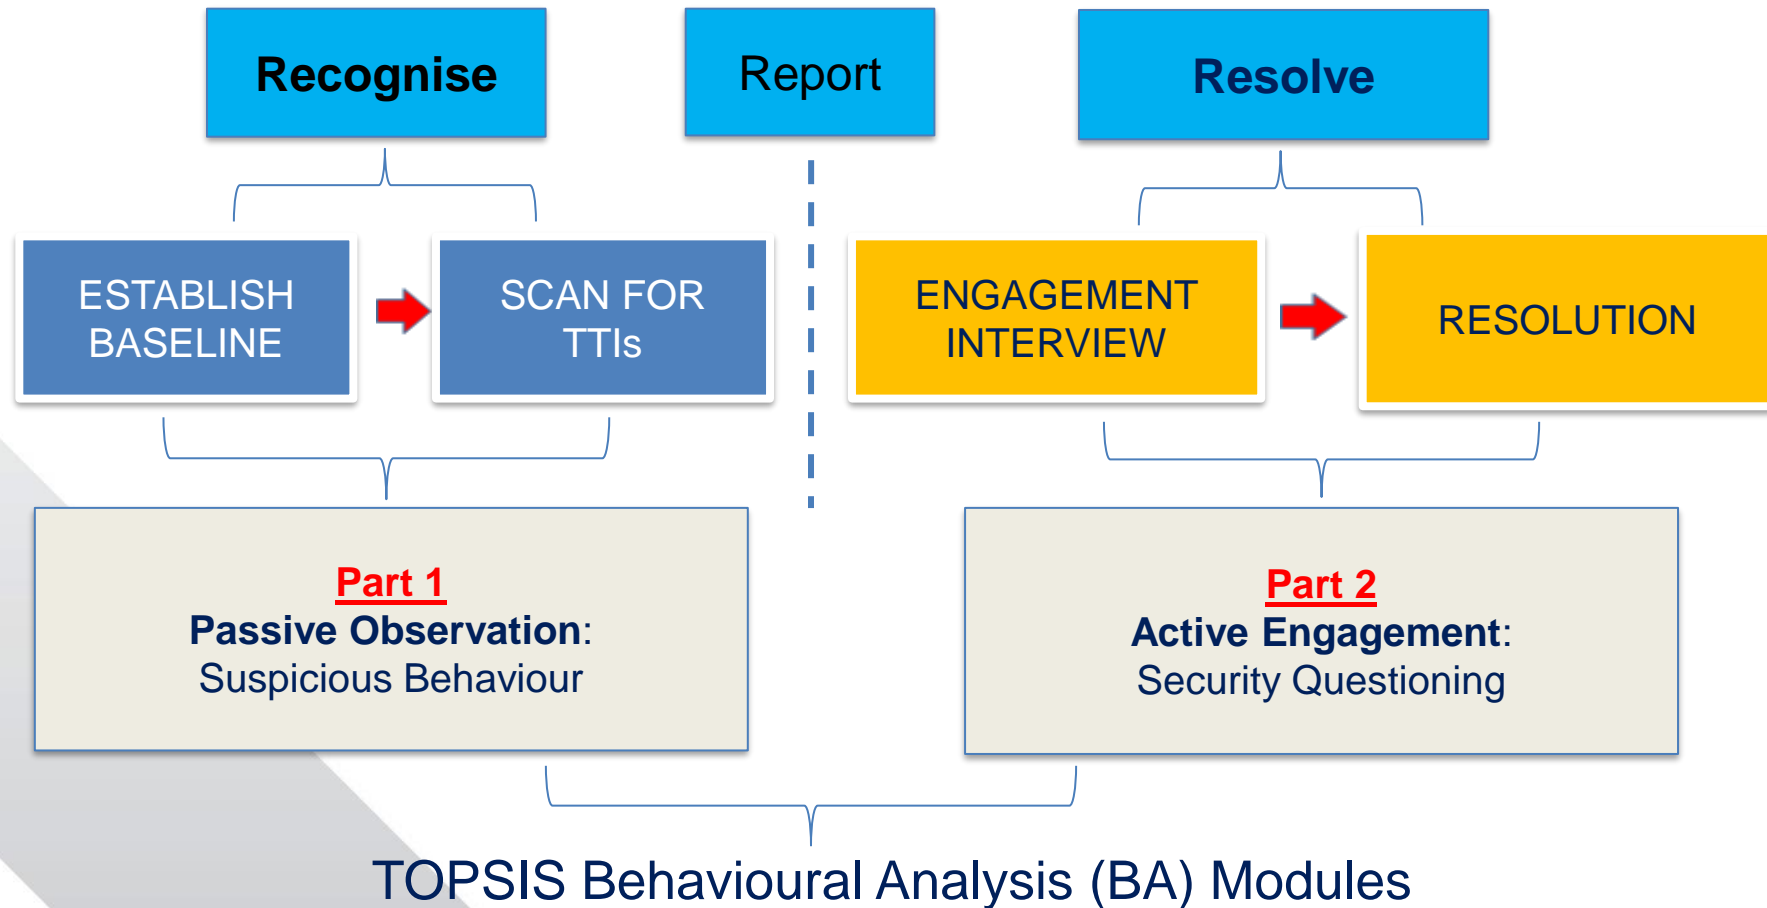 Recognise
Report
Resolve
ESTABLISH
BASELINE
SCAN FOR
TTIs
ENGAGEMENT
INTERVIEW
RESOLUTION
Part 1
Passive Observation:
Suspicious Behaviour
Part 2
Active Engagement:
Security Questioning
TOPSIS Behavioural Analysis (BA) Modules